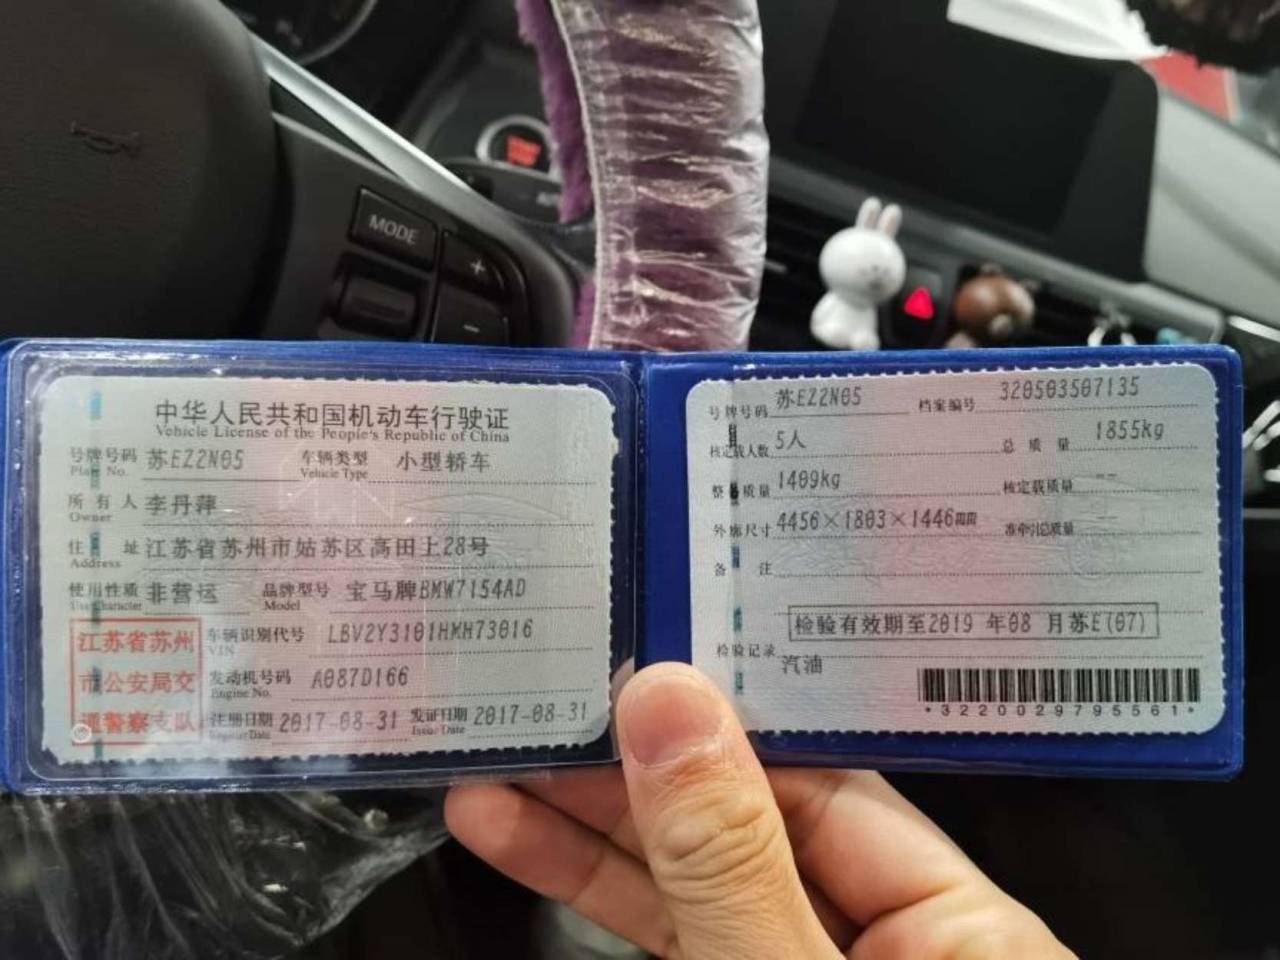 MODE
+
-
中华人民共和国机动车行驶证
Vehicle License of the People's Republic of China
号牌号码 苏EZ2N05 车辆类型 小型轿车
Plate No. Vehicle Type
所有人 李丹萍
Owner
住址 江苏省苏州市姑苏区高田上28号
Address
使用性质 非营运 品牌型号 宝马牌BMW7154AD
Use Character Model
江苏省苏州
市公安局交
通警察支队
车辆识别代号 LBV2Y3101HMH73016
VIN
发动机号码 A087D166
Engine No.
注册日期 2017-08-31 发证日期 2017-08-31
Register Date Issue Date
号牌号码 苏EZ2N05 档案编号 320503507135
核定载人数 5人 总质量 1855kg
整备质量 1409kg 核定载质量 --
外廓尺寸 4456×1803×1446mm 准牵引总质量 --
备注
检验有效期至2019 年08 月苏E(07)
检验记录
汽油
*3220029795561*